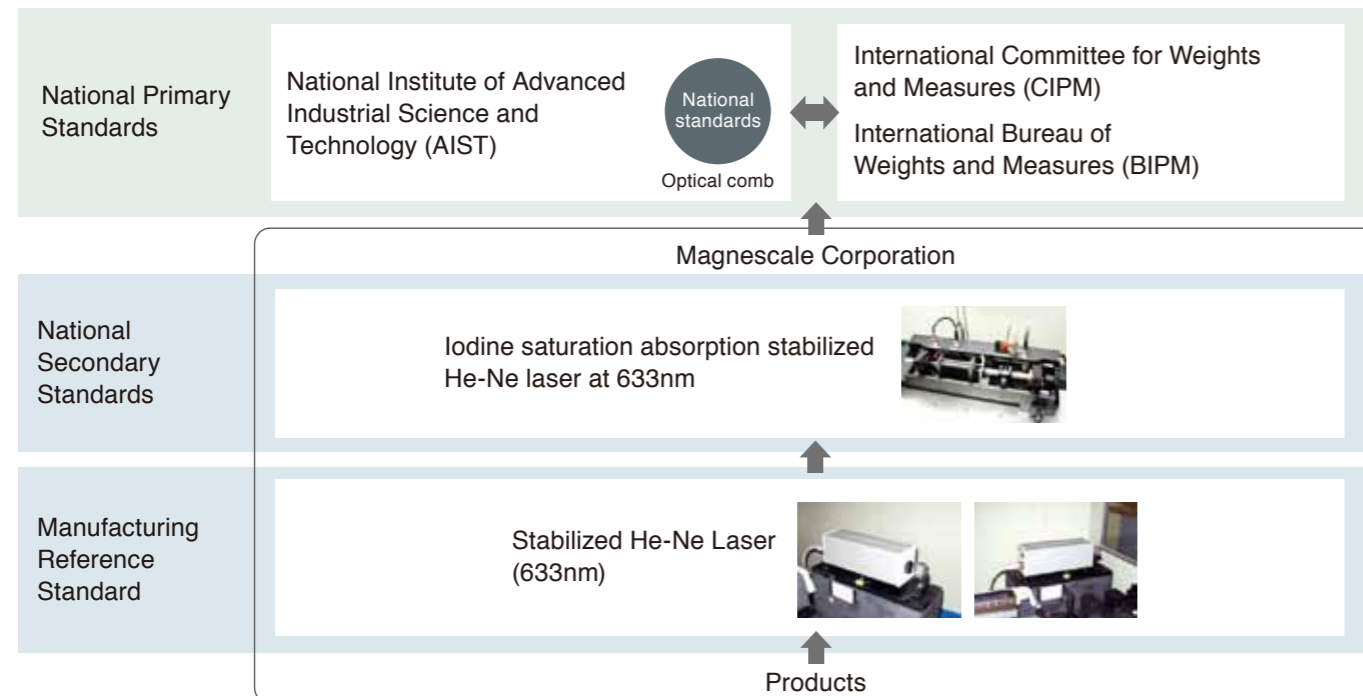 National Primary
Standards
National Institute of Advanced
Industrial Science and
Technology (AIST)
National
standards
Optical comb
International Committee for Weights
and Measures (CIPM)
International Bureau of
Weights and Measures (BIPM)
Magnescale Corporation
National
Secondary
Standards
Iodine saturation absorption stabilized
He-Ne laser at 633nm
Manufacturing
Reference
Standard
Stabilized He-Ne Laser
(633nm)
Products